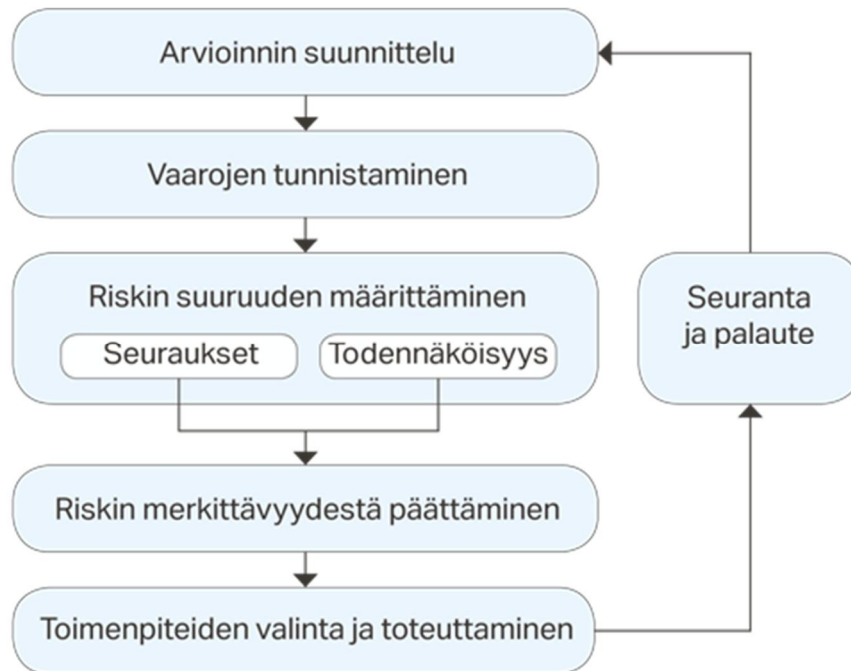 Arvioinnin suunnittelu
Vaarojen tunnistaminen
Riskin suuruuden määrittäminen
Seuraukset
Todennäköisyys
Riskin merkittävyydestä päättäminen
Toimenpiteiden valinta ja toteuttaminen
Seuranta
ja palaute